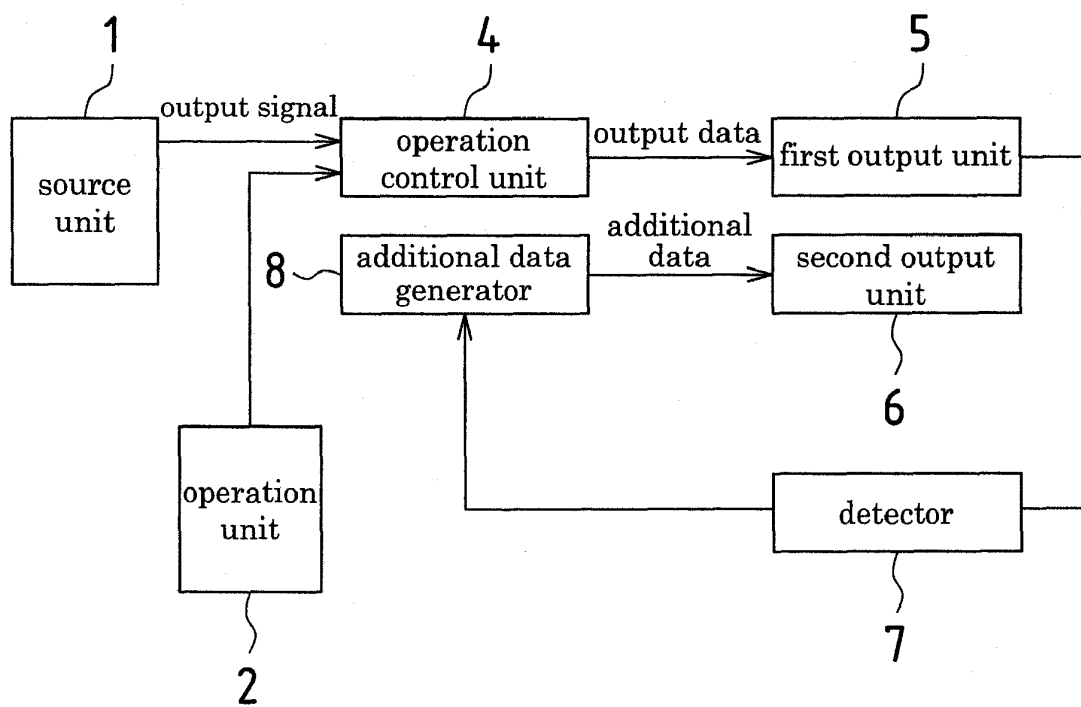 1
4
5
output signal
source
unit
operation
control unit
output data
first output unit
8
additional data
generator
additional
data
second output
unit
6
operation
unit
detector
2
7